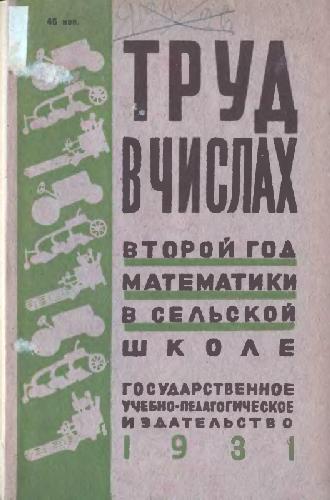 45 коп.
ТРУД
В ЧИСЛАХ
ВТОРОЙ ГОД
МАТЕМАТИКИ
В СЕЛЬСКОЙ
ШКОЛЕ
ГОСУДАРСТВЕННОЕ
УЧЕБНО-ПЕДАГОГИЧЕСКОЕ
ИЗДАТЕЛЬСТВО
1931